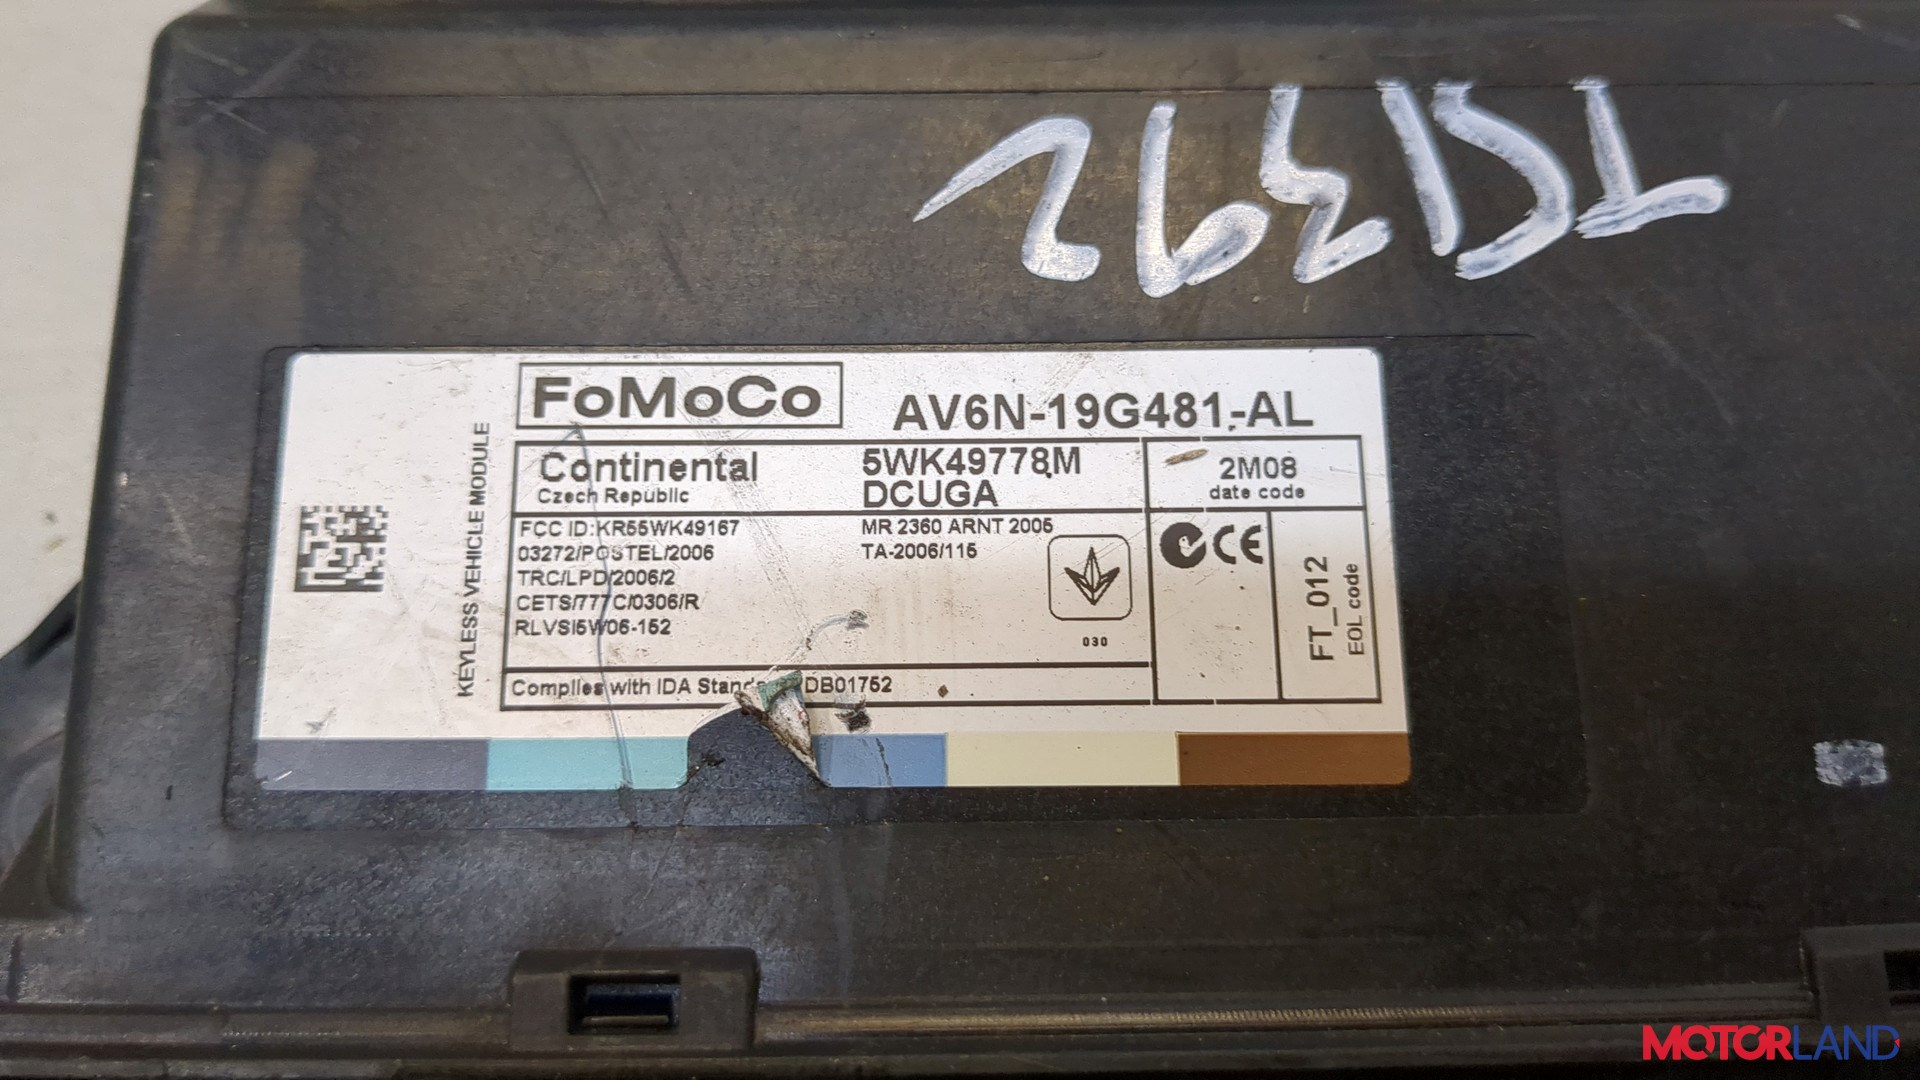 T51392
FoMoCo
AV6N-19G481-AL
KEYLESS VEHICLE MODULE
Continental
Czech Republic
5WK49778M
DCUGA
2M08
date code
FCC ID:KR55WK49167
03272/POSTEL/2006
TRC/LPD/2006/2
CETS/777C/0306/R
RLVSI5W06-152
MR 2360 ARNT 2005
TA-2006/115
030
CE
FT_012
EOL code
Complies with IDA DB01752
MOTORLAND